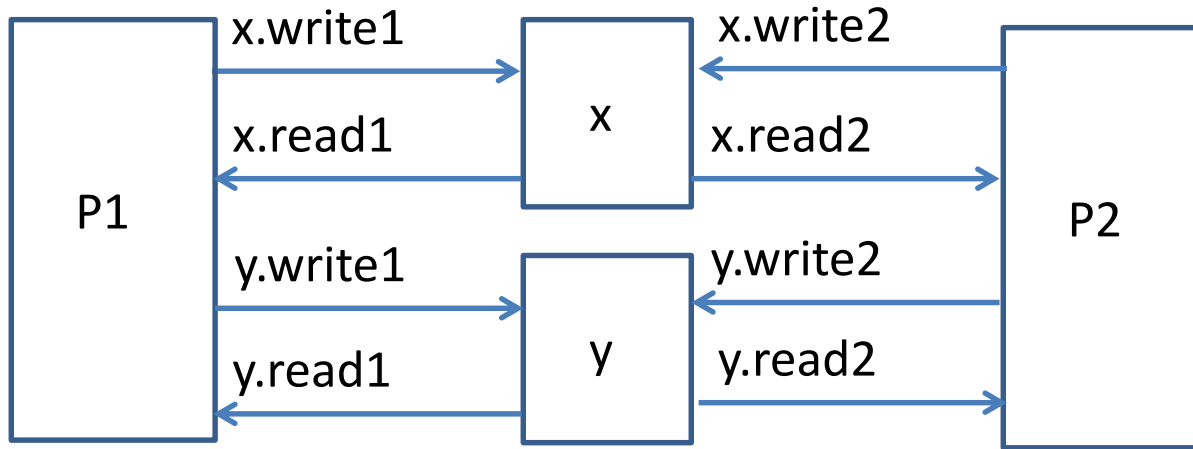 x.write1
x.write2
x
x.read1
x.read2
P1
P2
y.write1
y.write2
y
y.read1
y.read2